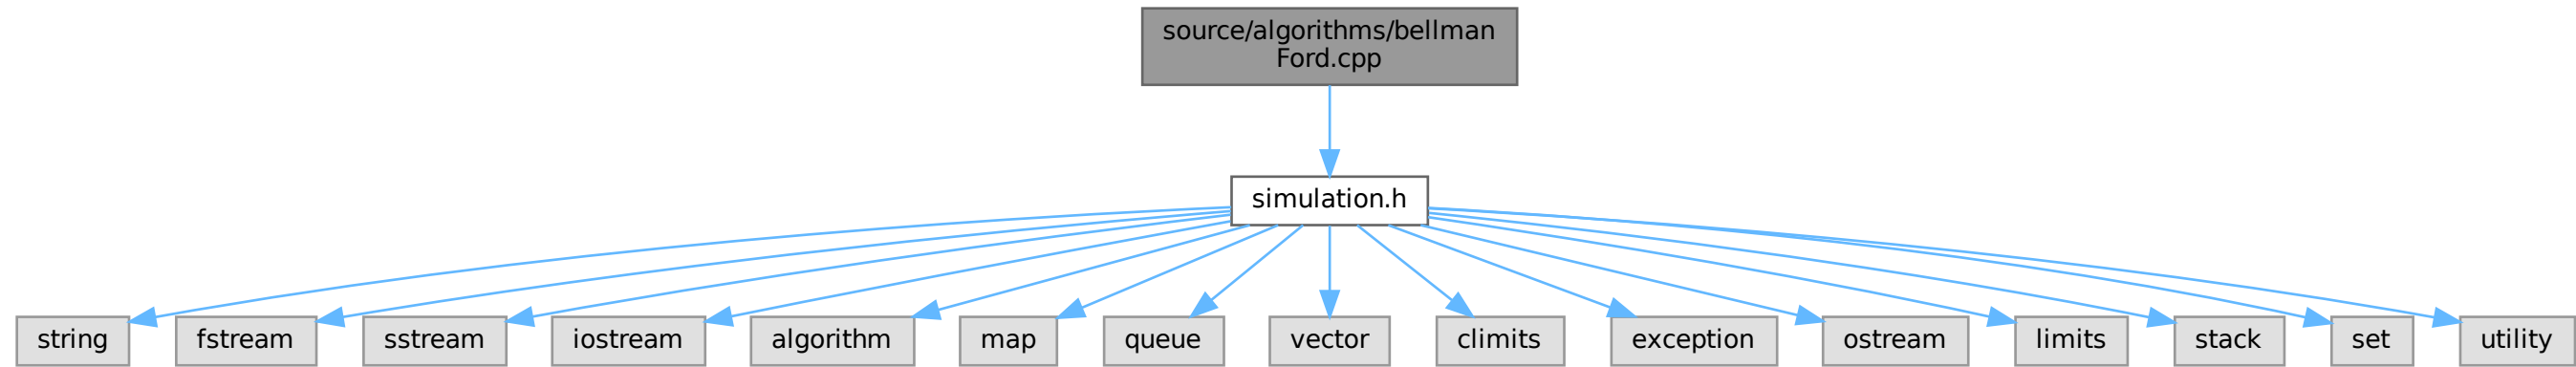 source/algorithms/bellman
Ford.cpp
simulation.h
string
fstream
sstream
iostream
algorithm
map
queue
vector
climits
exception
ostream
limits
stack
set
utility